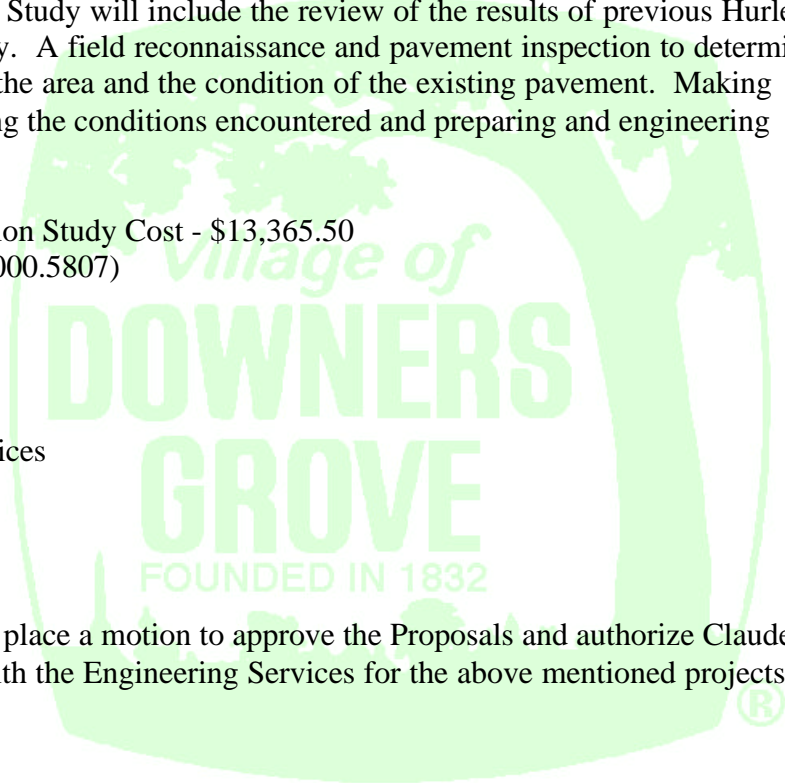 Study will include the review of the results of previous Hurle
y. A field reconnaissance and pavement inspection to determi
the area and the condition of the existing pavement. Making
ng the conditions encountered and preparing and engineering
on Study Cost - $13,365.50
000.5807)
Village of
DOWNERS
ices
GROVE
FOUNDED IN 1832
place a motion to approve the Proposals and authorize Claude
ith the Engineering Services for the above mentioned projects
®